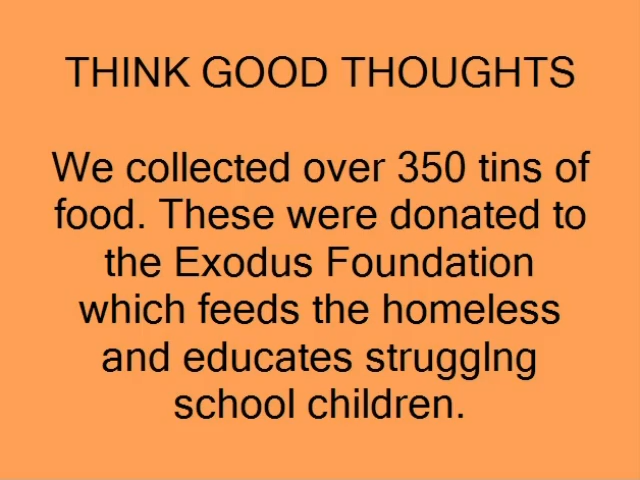 THINK GOOD THOUGHTS
We collected over 350 tins of
food. These were donated to
the Exodus Foundation
which feeds the homeless
and educates strugglng
school children.